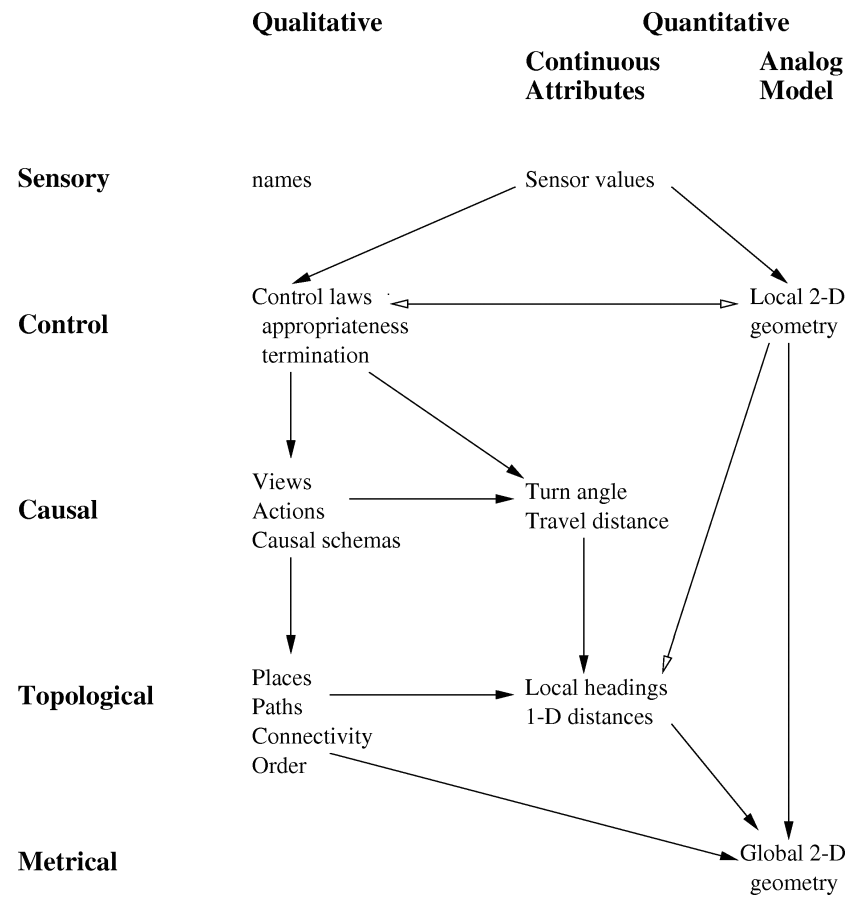 Qualitative
Quantitative
Continuous
Attributes
Analog
Model
Sensory
names
Sensor values
Control
Control laws
appropriateness
termination
Local 2-D
geometry
Causal
Views
Actions
Causal schemas
Turn angle
Travel distance
Topological
Places
Paths
Connectivity
Order
Local headings
1-D distances
Metrical
Global 2-D
geometry